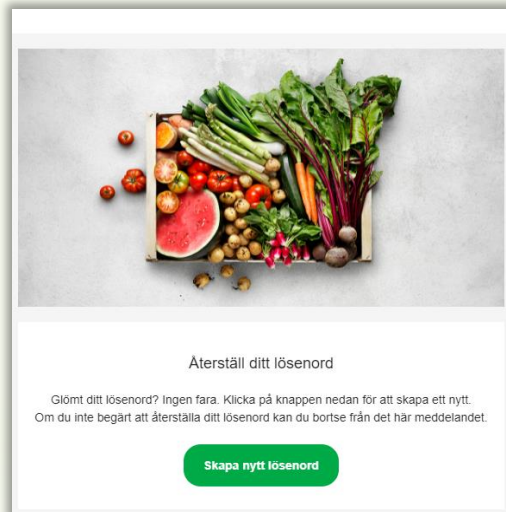 Återställ ditt lösenord
Glömt ditt lösenord? Ingen fara. Klicka på knappen nedan för att skapa ett nytt.
Om du inte begärt att återställa ditt lösenord kan du bortse från det här meddelandet.
Skapa nytt lösenord